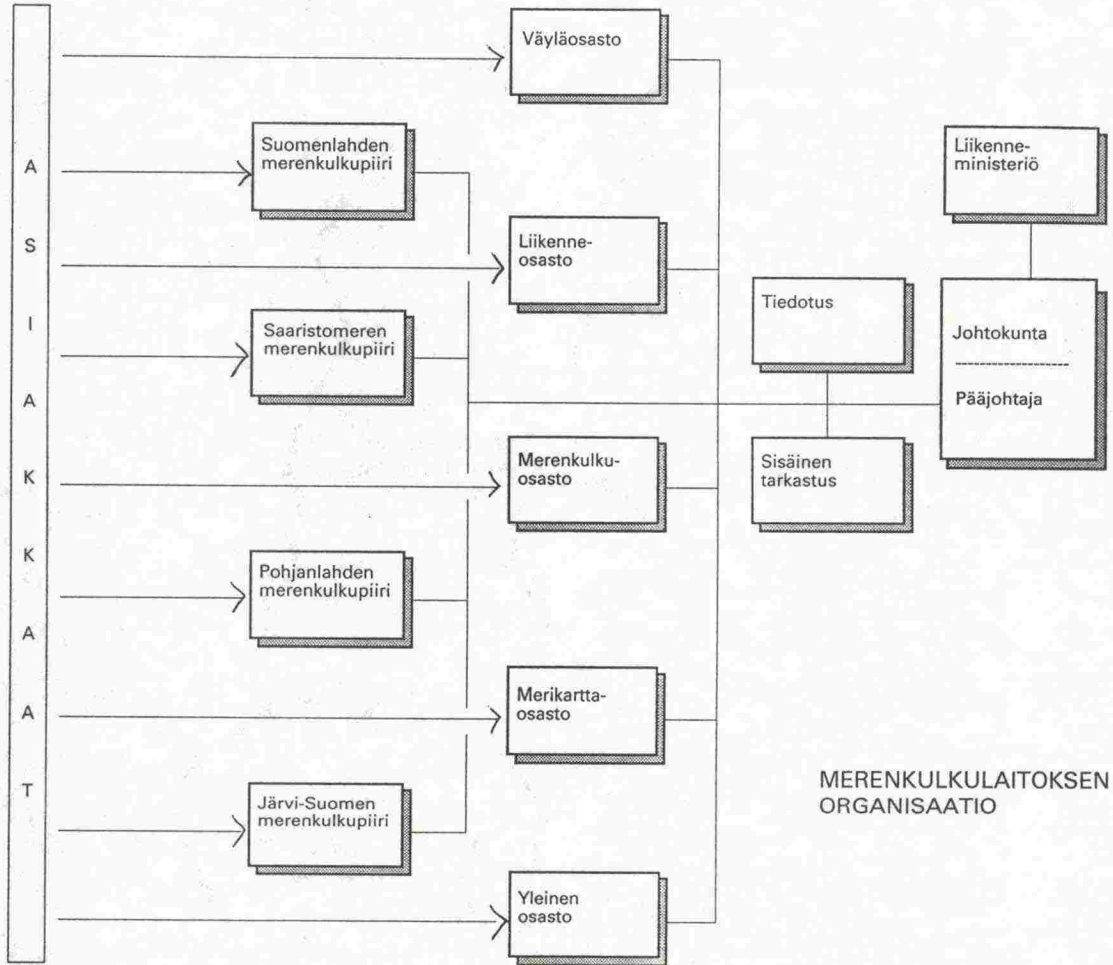 ASIAKKAAT
Väyläosasto
Suomenlahden
merenkulkupiiri
Liikenne-
ministeriö
Liikenne-
osasto
Tiedotus
Saaristomeren
merenkulkupiiri
Johtokunta
Pääjohtaja
Merenkulku-
osasto
Sisäinen
tarkastus
Pohjanlahden
merenkulkupiiri
Merikartta-
osasto
Järvi-Suomen
merenkulkupiiri
MERENKULKULAITOKSEN
ORGANISAATIO
Yleinen
osasto